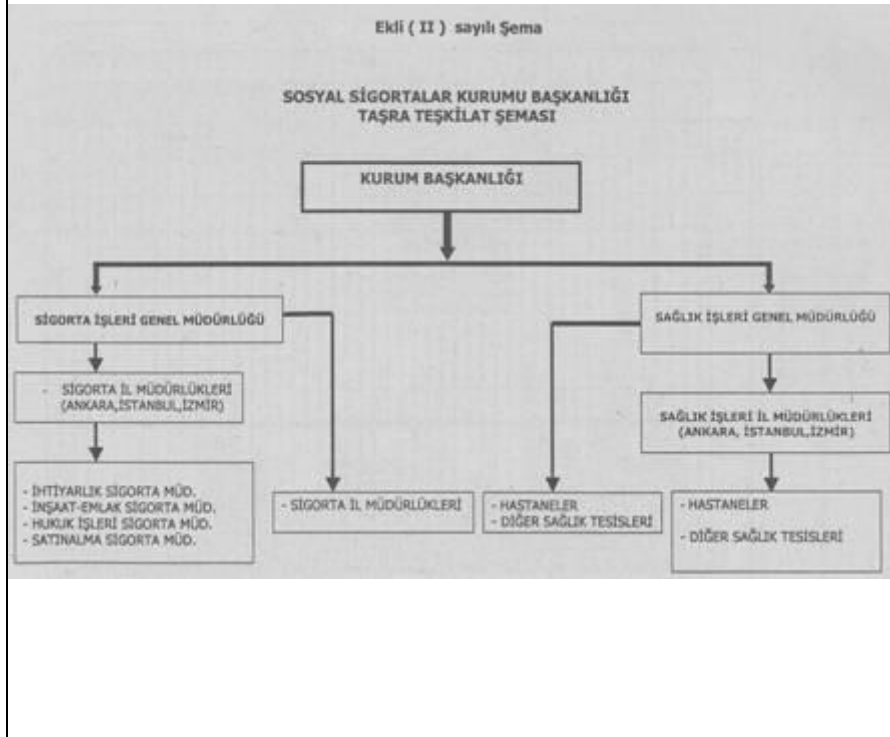 Ekli ( II ) sayılı Şema
SOSYAL SİGORTALAR KURUMU BAŞKANLIĞI
TAŞRA TEŞKİLAT ŞEMASI
KURUM BAŞKANLIĞI
SİGORTA İŞLERİ GENEL MÜDÜRLÜĞÜ
SAĞLIK İŞLERİ GENEL MÜDÜRLÜĞÜ
- SİGORTA İL MÜDÜRLÜKLERİ
(ANKARA,İSTANBUL,İZMİR)
SAĞLIK İŞLERİ İL MÜDÜRLÜKLERİ
(ANKARA, İSTANBUL,İZMİR)
- İHTİYARLIK SİGORTA MÜD.
- İNŞAAT-EMLAK SİGORTA MÜD.
- HUKUK İŞLERİ SİGORTA MÜD.
- SATINALMA SİGORTA MÜD.
- SİGORTA İL MÜDÜRLÜKLERİ
- HASTANELER
- DİĞER SAĞLIK TESİSLERİ
- HASTANELER
- DİĞER SAĞLIK TESİSLERİ